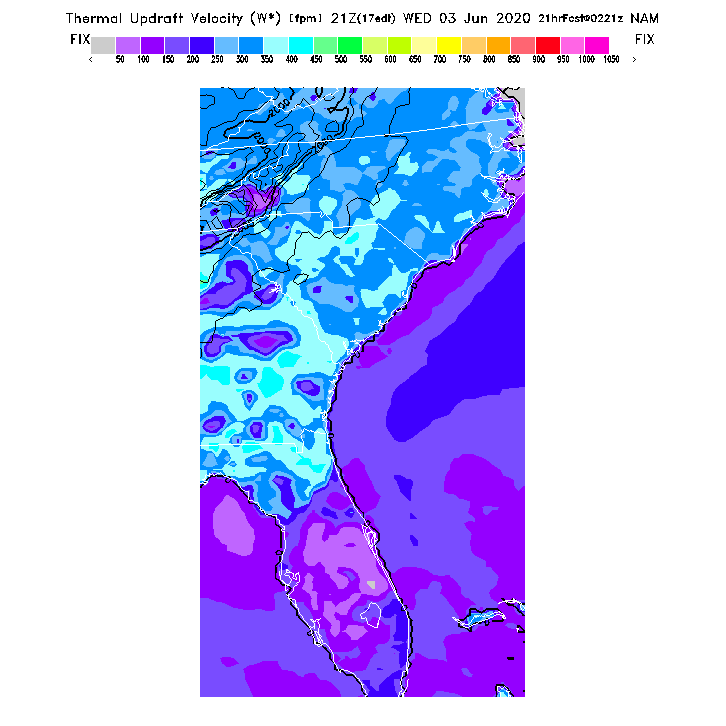 Thermal Updraft Velocity (W*) [fpm] 21Z(17edt) WED 03 Jun 2020 21hrFcst@0221z NAM
FIX FIX
< 50 100 150 200 250 300 350 400 450 500 550 600 650 700 750 800 850 900 950 1000 1050 >
2000